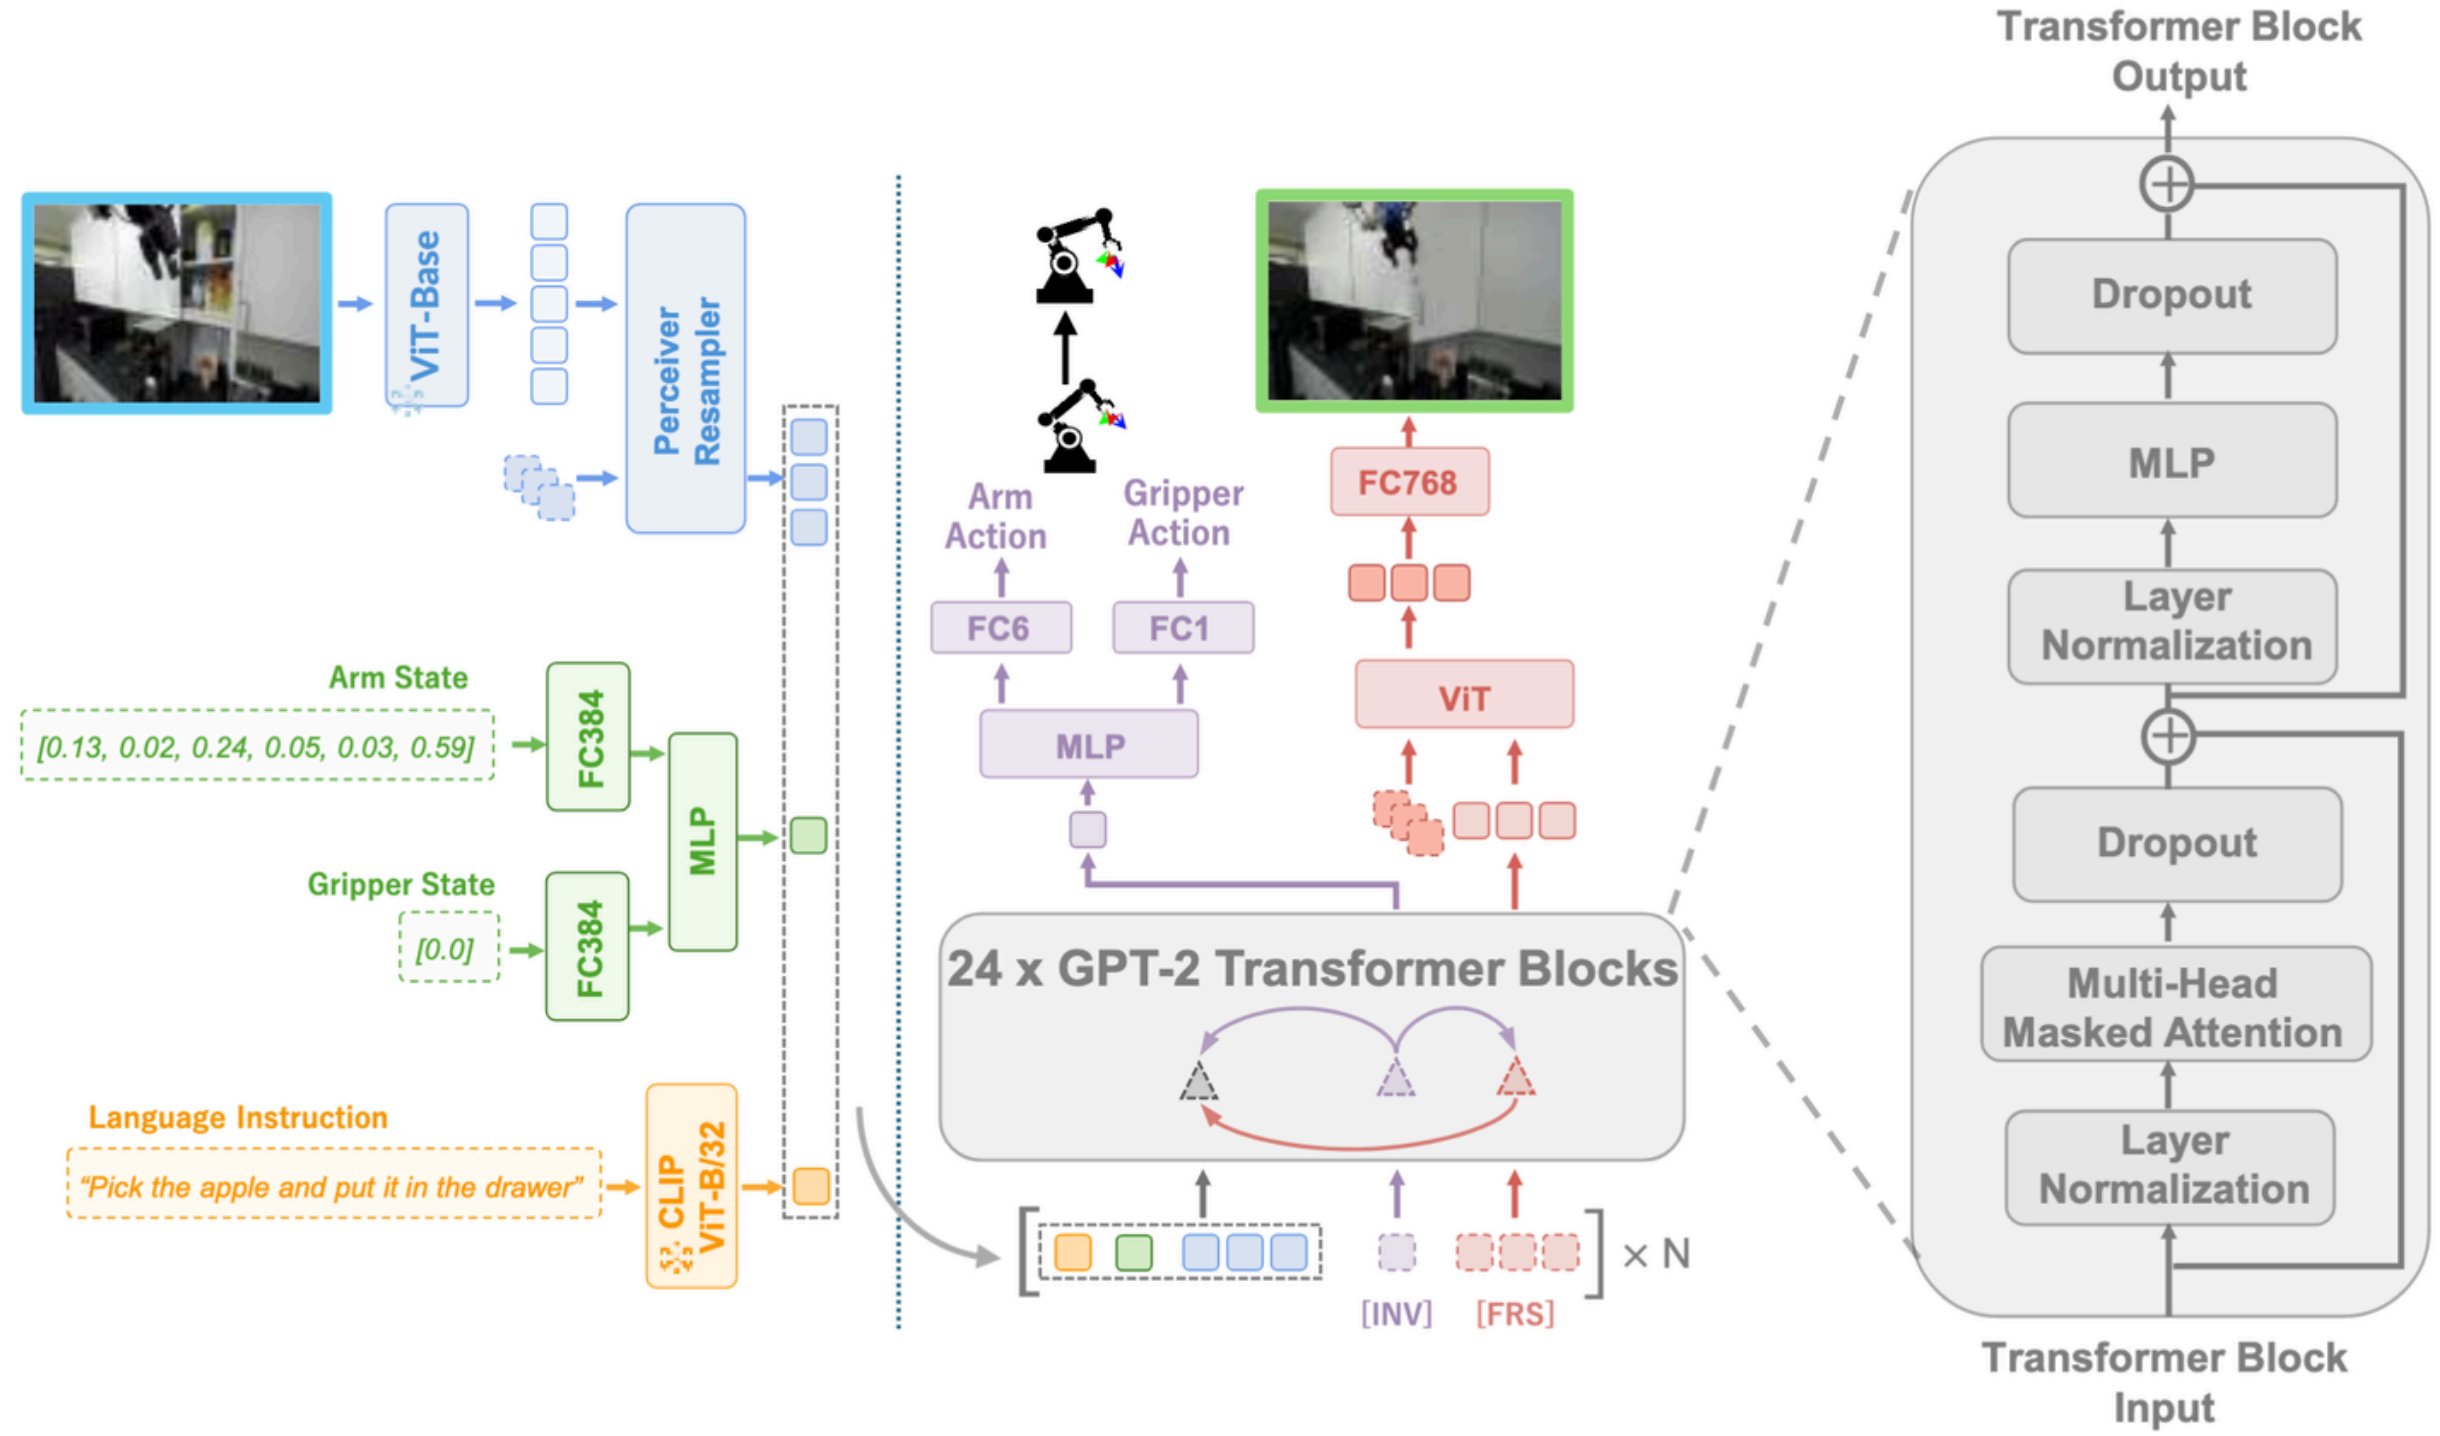 ViT-Base
Perceiver
Resampler
Arm State
[0.13, 0.02, 0.24, 0.05, 0.03, 0.59]
FC384
MLP
Gripper State
[0.0]
FC384
Language Instruction
“Pick the apple and put it in the drawer”
CLIP
ViT-B/32
Arm
Action
Gripper
Action
FC6
FC1
MLP
FC768
ViT
24 x GPT-2 Transformer Blocks
[INV]
[FRS]
× N
Transformer Block
Output
Dropout
MLP
Layer
Normalization
Dropout
Multi-Head
Masked Attention
Layer
Normalization
Transformer Block
Input